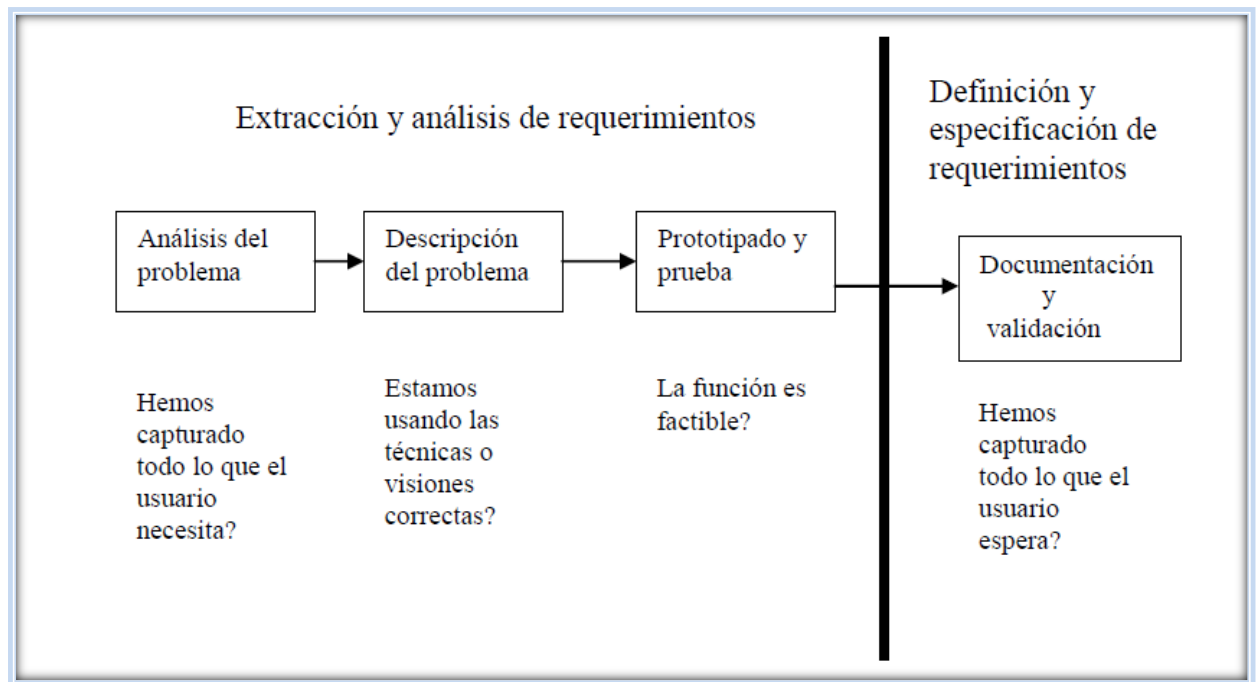 Extracción y análisis de requerimientos
Definición y
especificación de
requerimientos
Análisis del
problema
Descripción
del problema
Prototipado y
prueba
Documentación
y
validación
Hemos
capturado
todo lo que el
usuario
necesita?
Estamos
usando las
técnicas o
visiones
correctas?
La función es
factible?
Hemos
capturado
todo lo que el
usuario
espera?